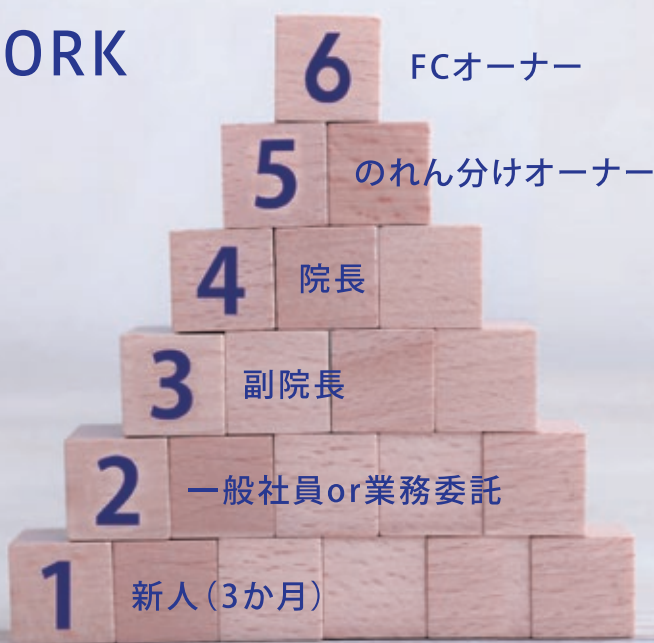 ORK
6 FCオーナー
5 のれん分けオーナー
4 院長
3 副院長
2 一般社員or業務委託
1 新人(3か月)